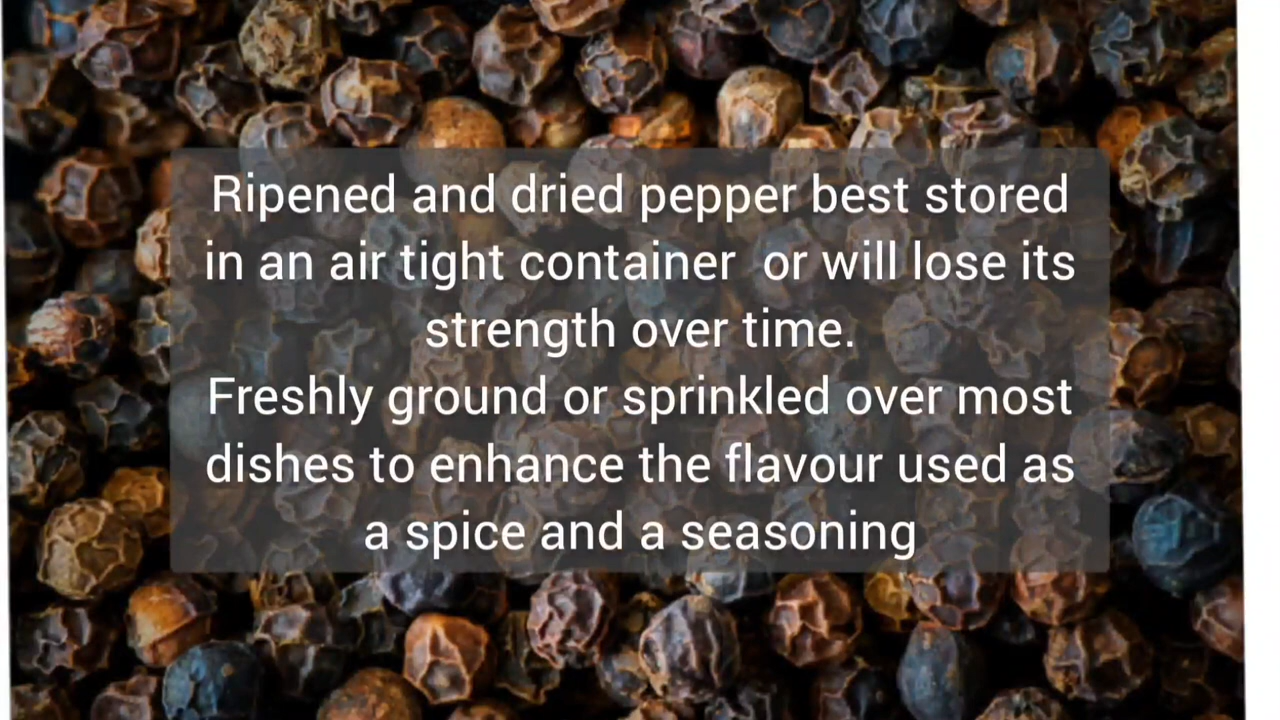 Ripened and dried pepper best stored
in an air tight container  or will lose its
strength over time.
Freshly ground or sprinkled over most
dishes to enhance the flavour used as
a spice and a seasoning